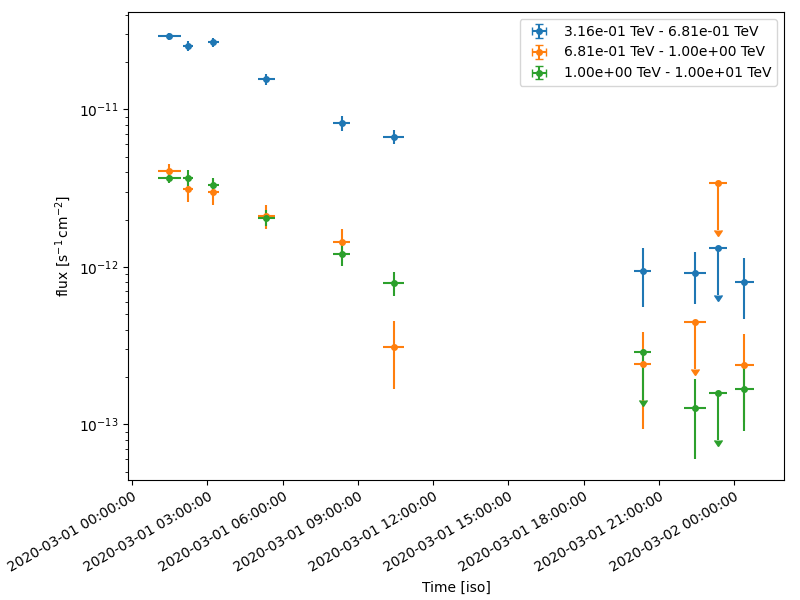 3.16e-01 TeV - 6.81e-01 TeV
6.81e-01 TeV - 1.00e+00 TeV
1.00e+00 TeV - 1.00e+01 TeV
10⁻¹¹
10⁻¹²
10⁻¹³
flux [s⁻¹ cm⁻²]
2020-03-01 00:00:00
2020-03-01 03:00:00
2020-03-01 06:00:00
2020-03-01 09:00:00
2020-03-01 12:00:00
2020-03-01 15:00:00
2020-03-01 18:00:00
2020-03-01 21:00:00
2020-03-02 00:00:00
Time [iso]